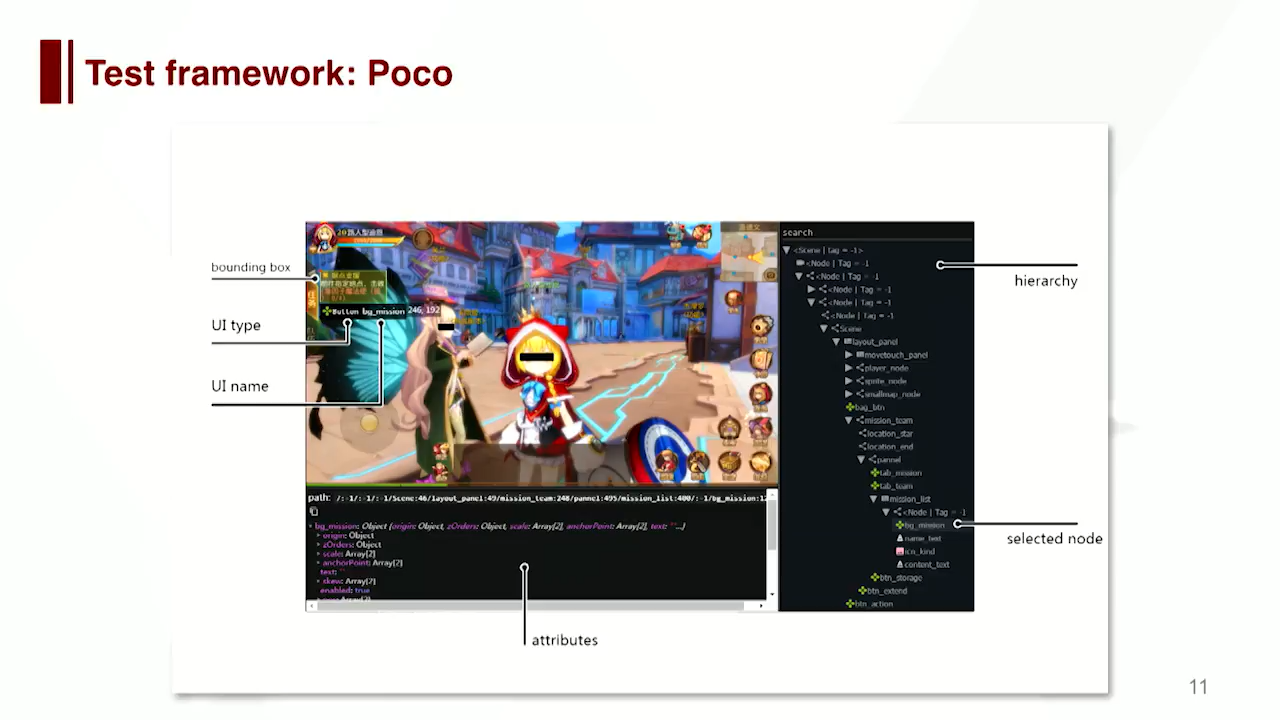 Test framework: Poco
bounding box
UI type
UI name
Button bg_mission 246, 192
search
<Scene | tag = -1>
<Node | Tag = -1
<Node | Tag = -1
<Node | Tag = -1
<Node | Tag = -1
<Node | Tag = -1
Scene
layout_panel
movetouch_panel
player_node
sprite_node
smallmap_node
bag_btn
mission_team
location_star
location_end
pannel
tab_mission
tab_team
mission_list
<Node | Tag = -1
bg_mission
name_text
icn_kind
content_text
btn_storage
btn_extend
btn_action
hierarchy
selected node
path: /:-1/:-1/:-1/Scene:46/layout_panel:49/mission_team:248/pannel:495/mission_list:480/:-1/bg_mission:12
bg_mission: Object {origin: Object, zOrders: Object, scale: Array[2], anchorPoint: Array[2], text: ""...}
origin: Object
zOrders: Object
scale: Array[2]
anchorPoint: Array[2]
text: ""
skew: Array[2]
enabled: true
attributes
11